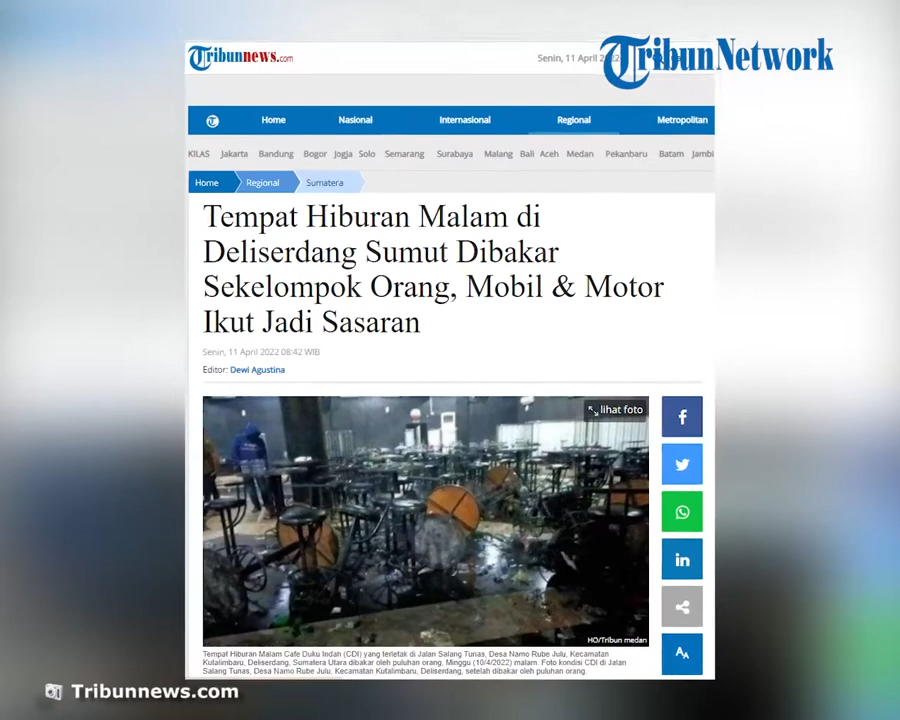 Tribunnews.com
Senin, 11 April
TribunNetwork
Home
Nasional
Internasional
Regional
Metropolitan
KILAS Jakarta Bandung Bogor Jogja Solo Semarang Surabaya Malang Bali Aceh Medan Pekanbaru Batam Jambi
Home
Regional
Sumatera
Tempat Hiburan Malam di
Deliserdang Sumut Dibakar
Sekelompok Orang, Mobil & Motor
Ikut Jadi Sasaran
Senin, 11 April 2022 08:42 WIB
Editor: Dewi Agustina
lihat foto
HO/Tribun medan
Tempat Hiburan Malam Cafe Duku Indah (CDI) yang terletak di Jalan Salang Tunas, Desa Namo Rube Julu, Kecamatan
Kutalimbaru, Deliserdang, Sumatera Utara dibakar oleh puluhan orang, Minggu (10/4/2022) malam. Foto kondisi CDI di Jalan
Salang Tunas, Desa Namo Rube Julu, Kecamatan Kutalimbaru, Deliserdang, setelah dibakar oleh puluhan orang.
Tribunnews.com